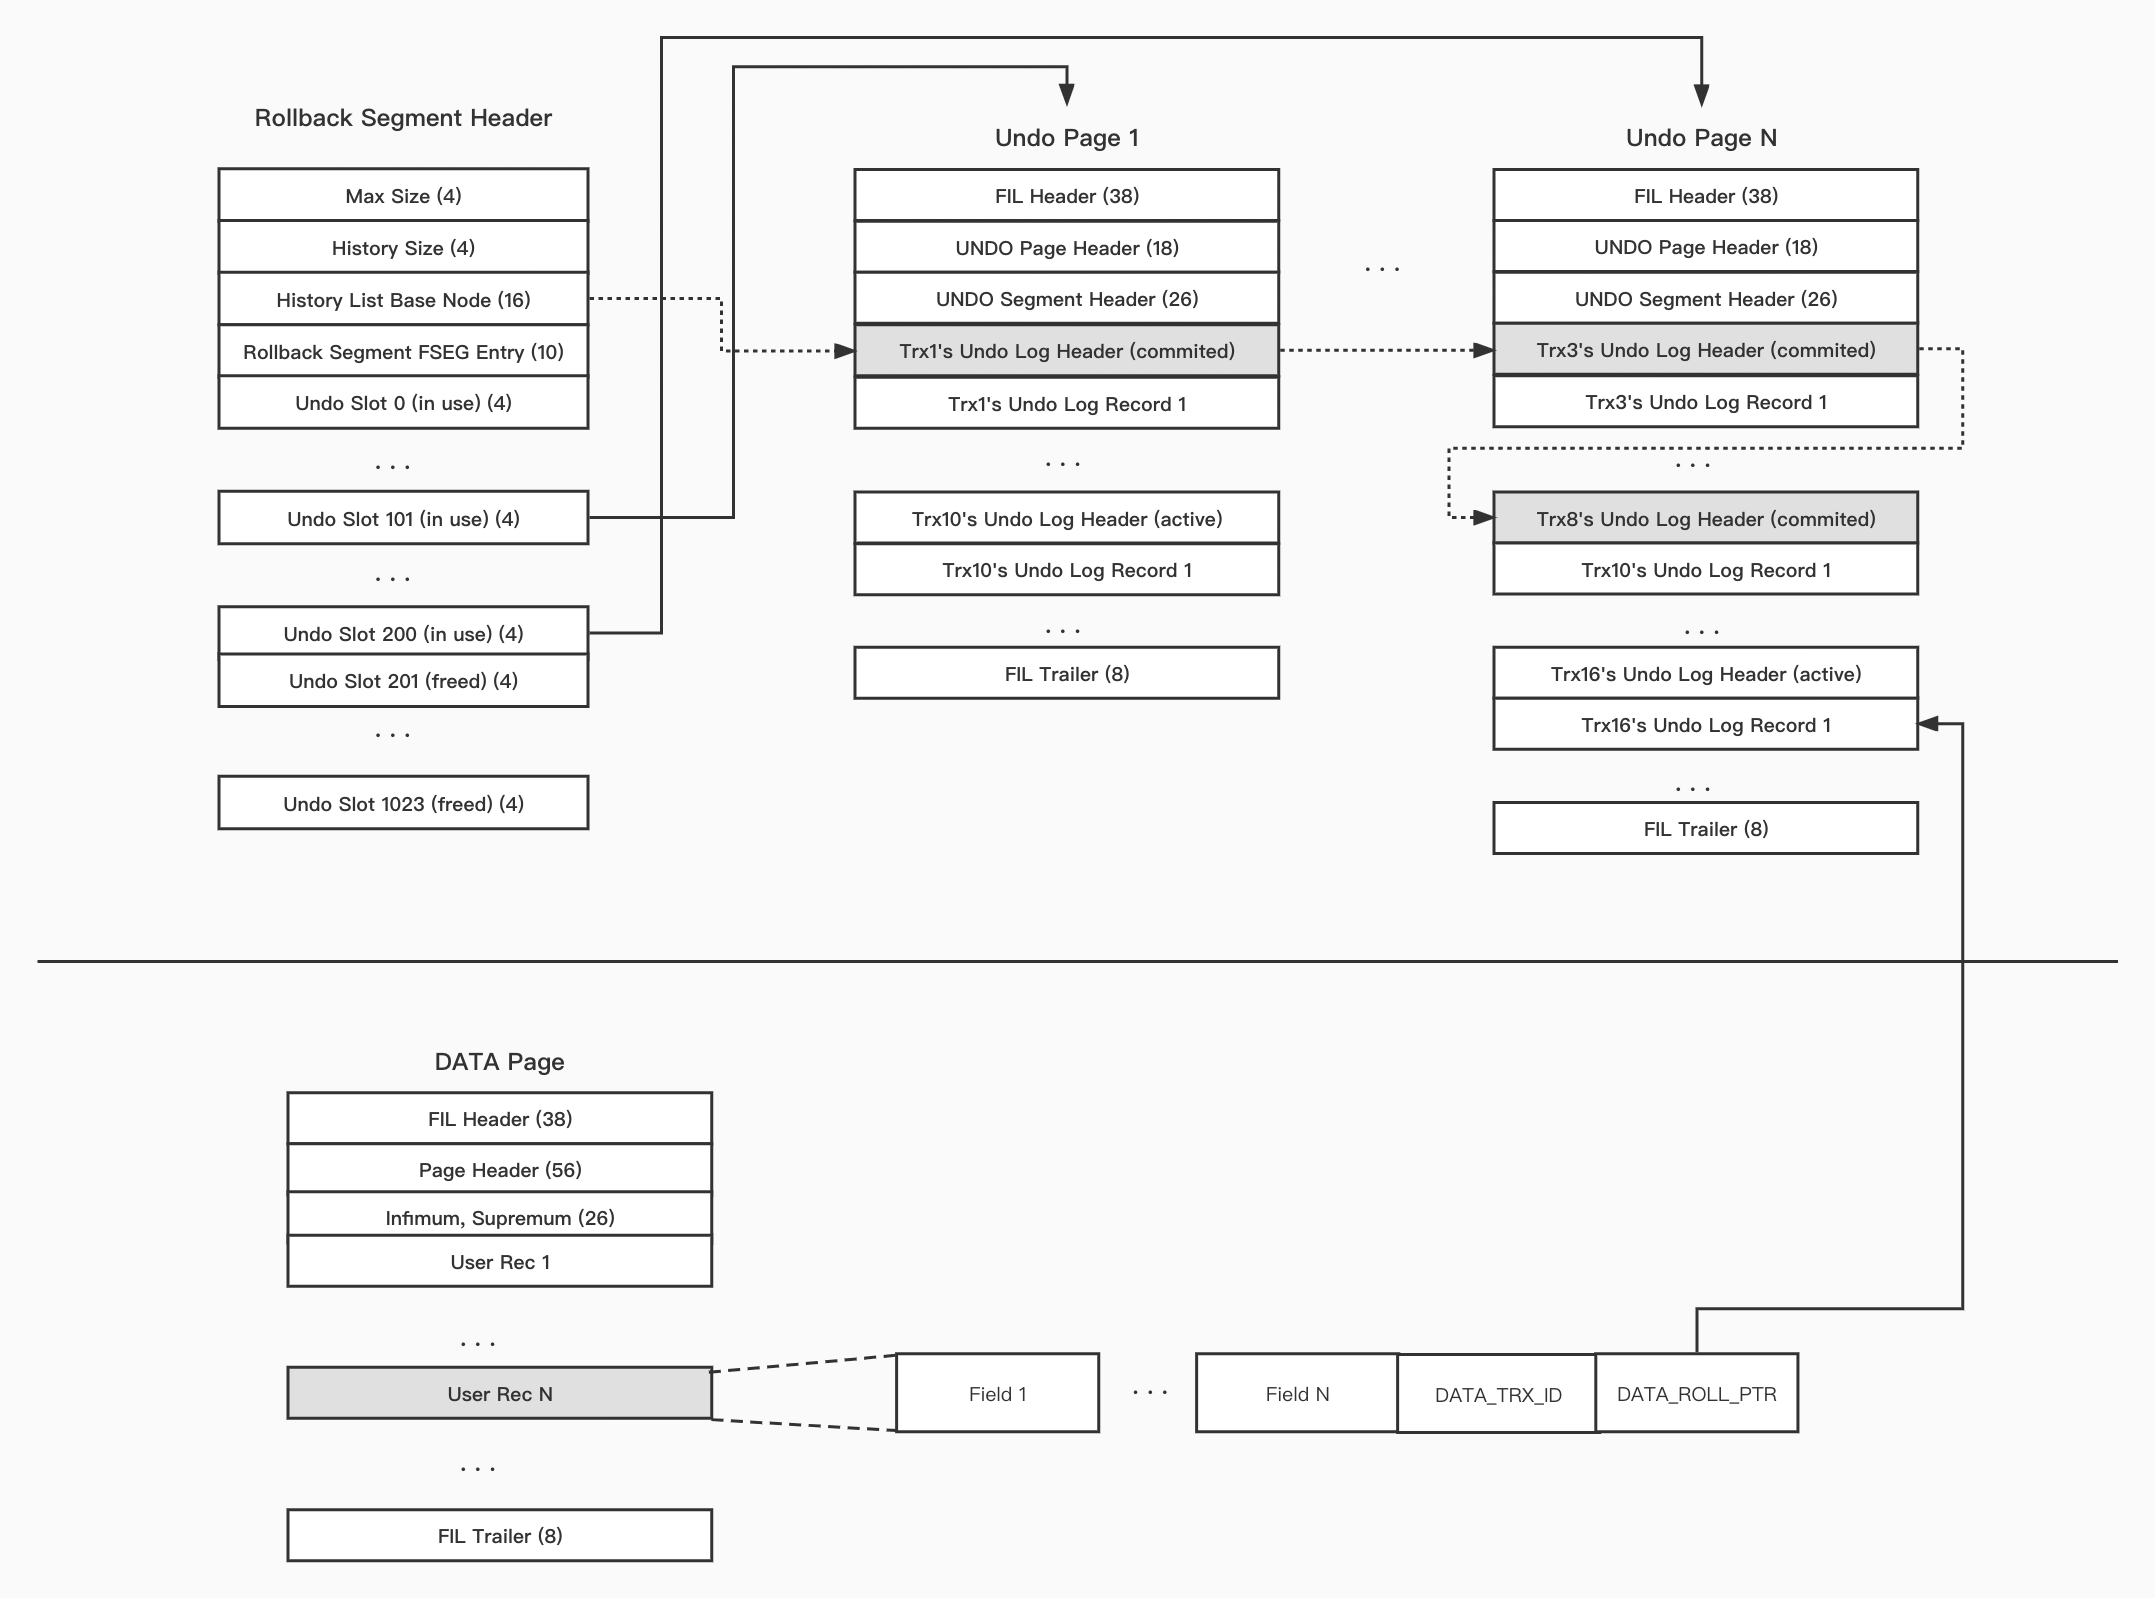 Rollback Segment Header
Max Size (4)
History Size (4)
History List Base Node (16)
Rollback Segment FSEG Entry (10)
Undo Slot 0 (in use) (4)
...
Undo Slot 101 (in use) (4)
...
Undo Slot 200 (in use) (4)
Undo Slot 201 (freed) (4)
...
Undo Slot 1023 (freed) (4)
Undo Page 1
FIL Header (38)
UNDO Page Header (18)
UNDO Segment Header (26)
Trx1's Undo Log Header (commited)
Trx1's Undo Log Record 1
...
Trx10's Undo Log Header (active)
Trx10's Undo Log Record 1
...
FIL Trailer (8)
...
Undo Page N
FIL Header (38)
UNDO Page Header (18)
UNDO Segment Header (26)
Trx3's Undo Log Header (commited)
Trx3's Undo Log Record 1
...
Trx8's Undo Log Header (commited)
Trx10's Undo Log Record 1
...
Trx16's Undo Log Header (active)
Trx16's Undo Log Record 1
...
FIL Trailer (8)
DATA Page
FIL Header (38)
Page Header (56)
Infimum, Supremum (26)
User Rec 1
...
User Rec N
...
FIL Trailer (8)
Field 1
...
Field N
DATA_TRX_ID
DATA_ROLL_PTR